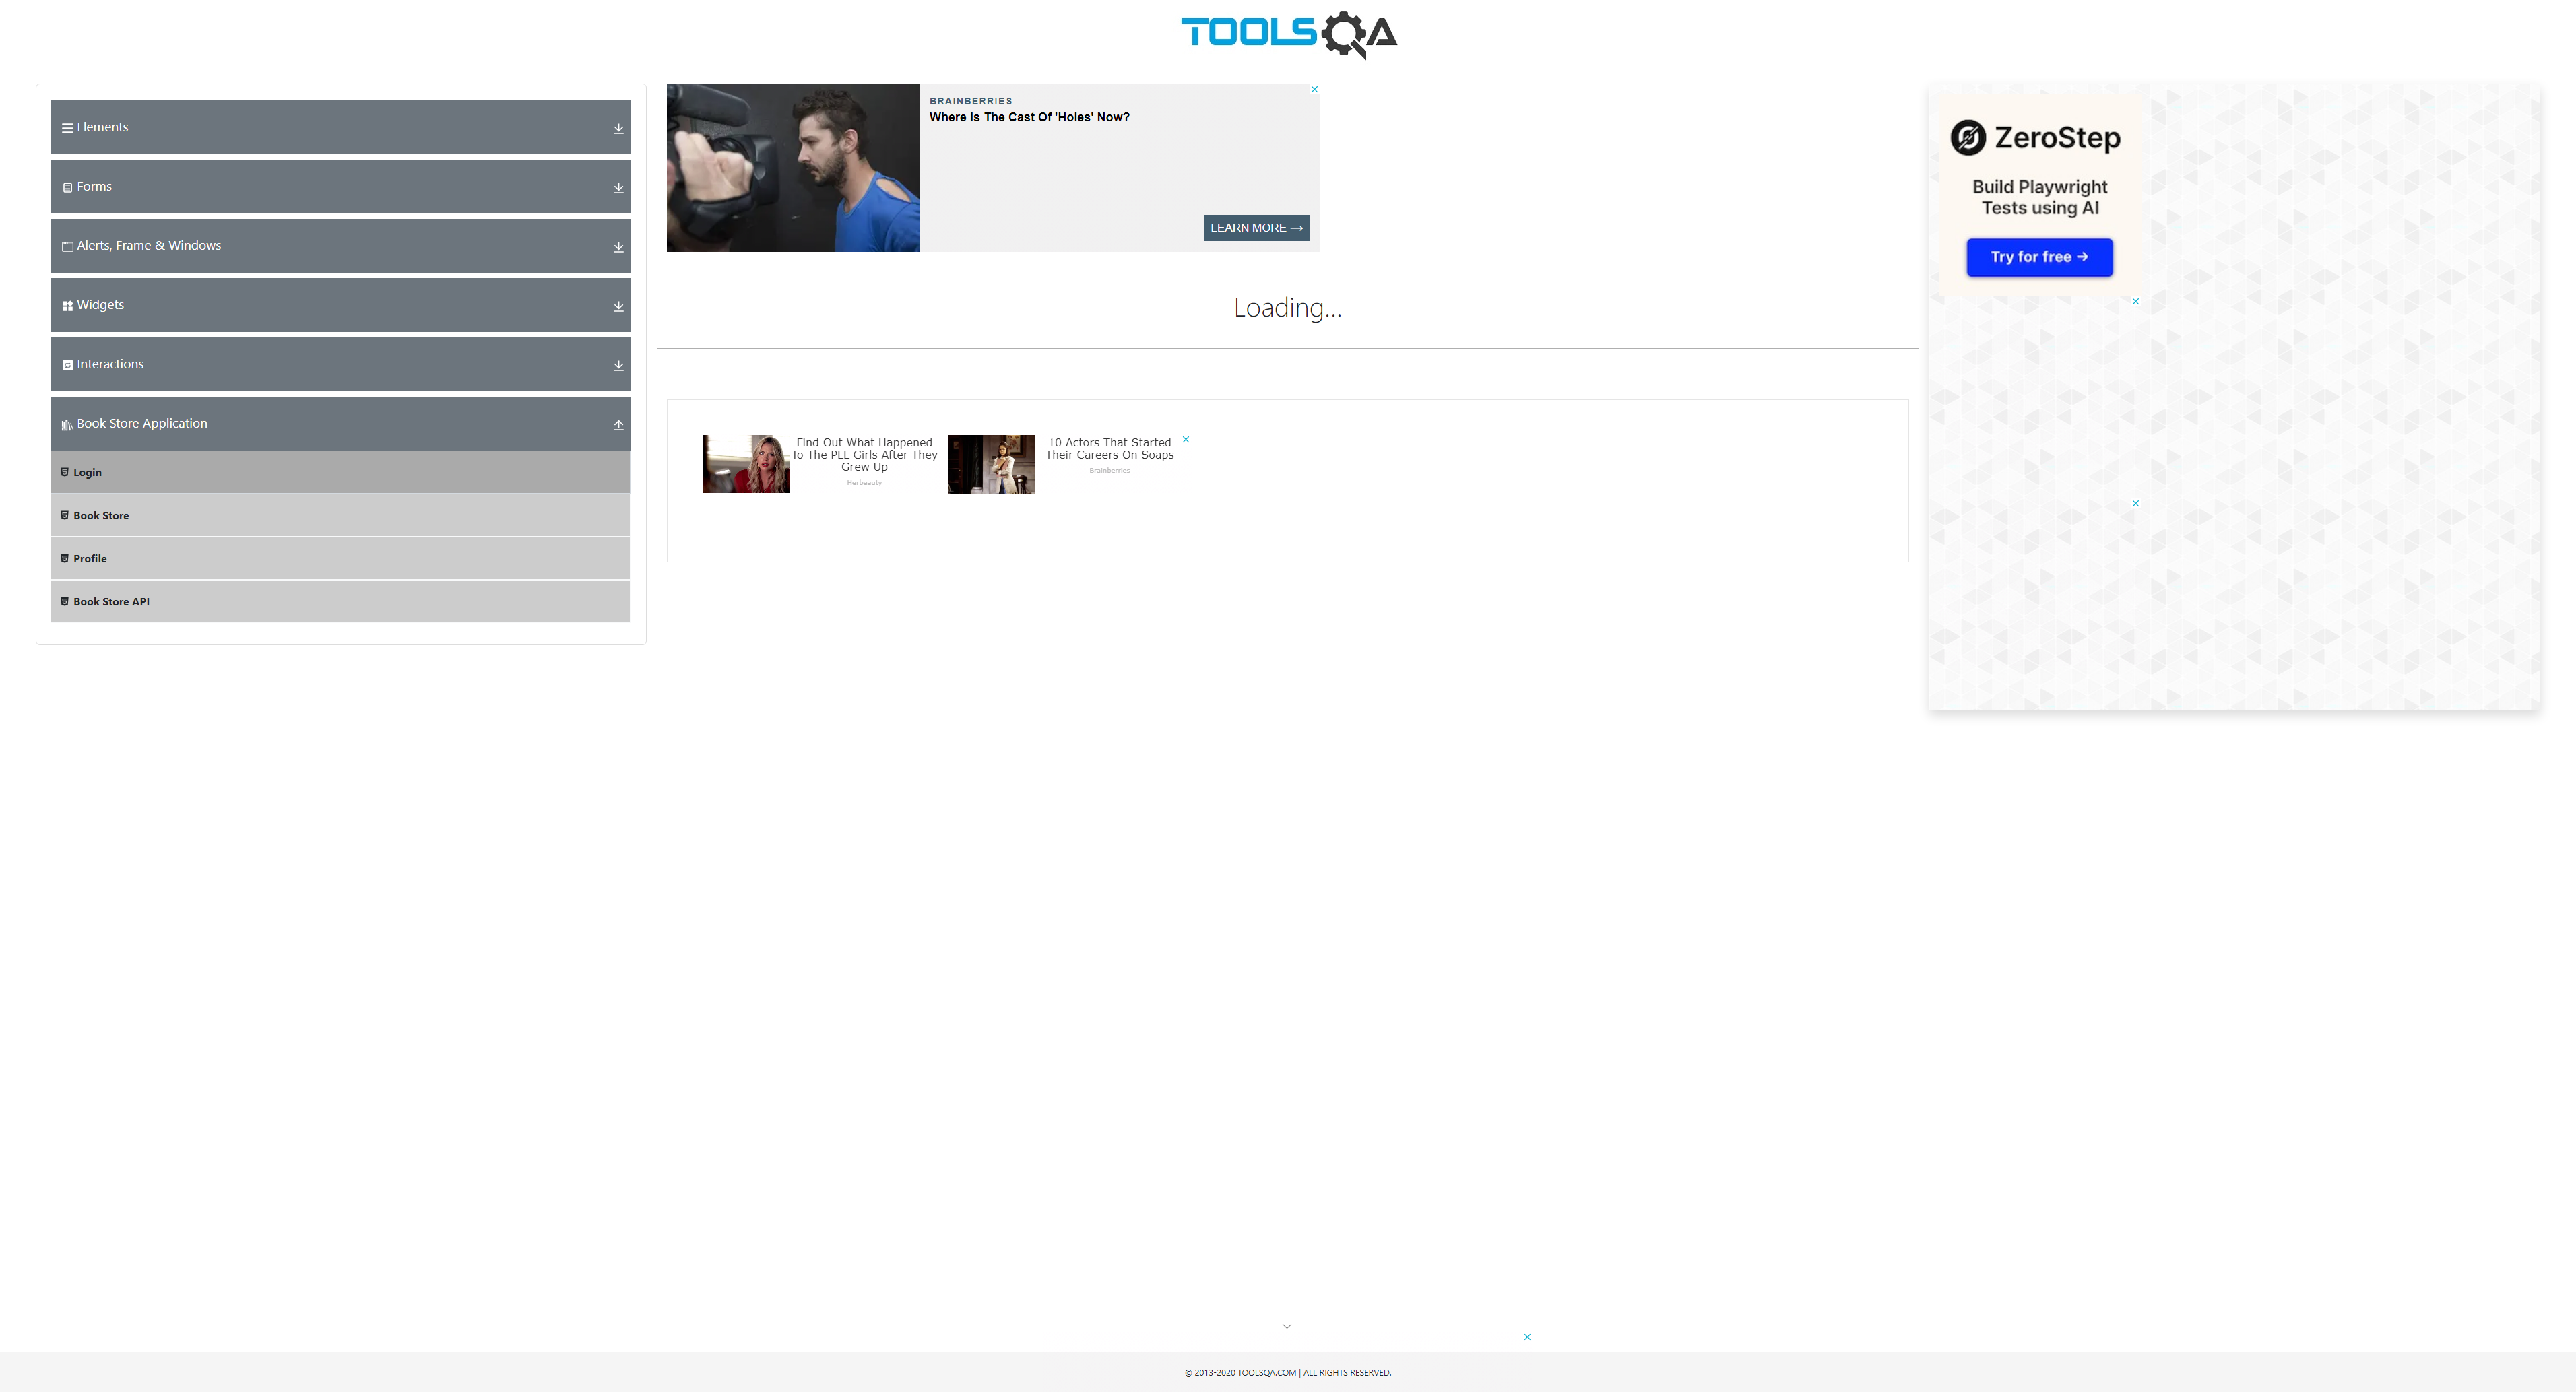 TOOLSQA
Elements
Forms
Alerts, Frame & Windows
Widgets
Interactions
Book Store Application
Login
Book Store
Profile
Book Store API
BRAINBERRIES
Where Is The Cast Of 'Holes' Now?
LEARN MORE →
Loading...
Find Out What Happened
To The PLL Girls After They
Grew Up
Herbeauty
10 Actors That Started
Their Careers On Soaps
Brainberries
ZeroStep
Build Playwright
Tests using AI
Try for free →
© 2013-2020 TOOLSQA.COM | ALL RIGHTS RESERVED.